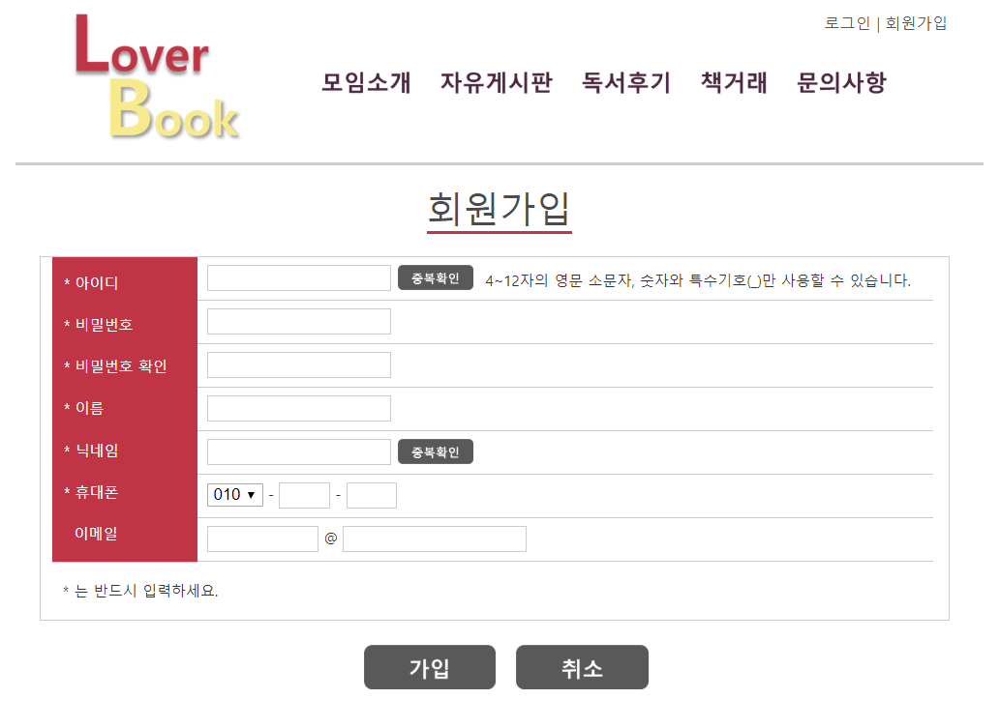 로그인 | 회원가입
Lover
Book
모임소개 자유게시판 독서후기 책거래 문의사항
회원가입
* 아이디 중복확인 4~12자의 영문 소문자, 숫자와 특수기호(_)만 사용할 수 있습니다.
* 비밀번호
* 비밀번호 확인
* 이름
* 닉네임 중복확인
* 휴대폰 010 ▼ - -
이메일 @
* 는 반드시 입력하세요.
가입 취소